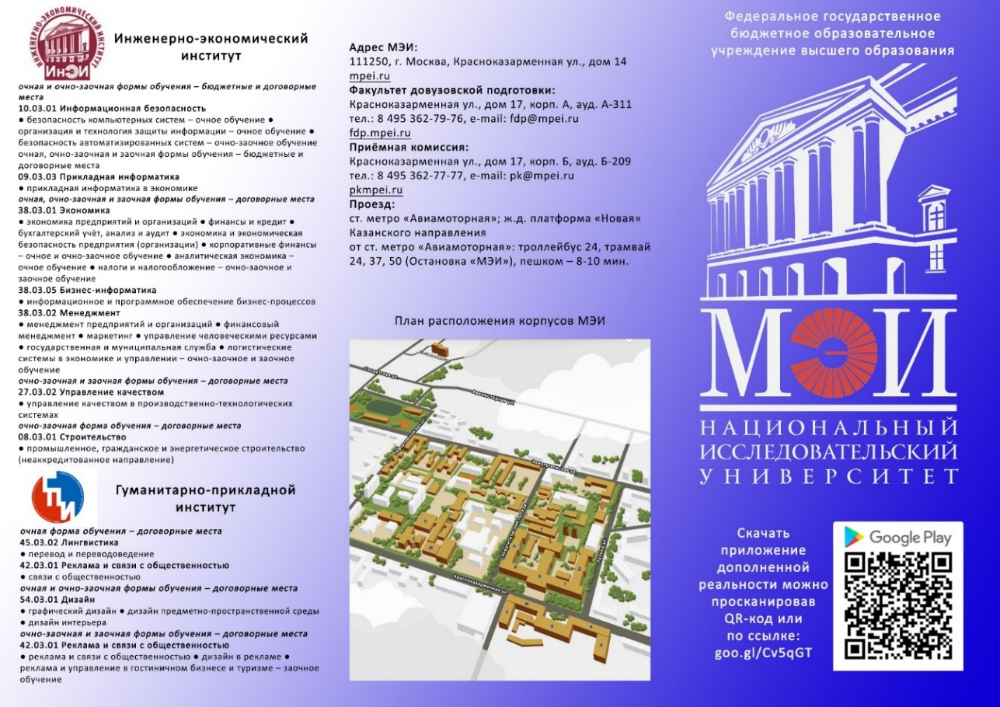 ИНЖЕНЕРНО-ЭКОНОМИЧЕСКИЙ ИНСТИТУТ
ИнЭИ
Инженерно-экономический
институт
очная и очно-заочная формы обучения – бюджетные и договорные
места
10.03.01 Информационная безопасность
● безопасность компьютерных систем – очное обучение ●
организация и технология защиты информации – очное обучение ●
безопасность автоматизированных систем – очно-заочное обучение
очная, очно-заочная и заочная формы обучения – бюджетные и
договорные места
09.03.03 Прикладная информатика
● прикладная информатика в экономике
очная, очно-заочная и заочная формы обучения – договорные места
38.03.01 Экономика
● экономика предприятий и организаций ● финансы и кредит ●
бухгалтерский учёт, анализ и аудит ● экономика и экономическая
безопасность предприятия (организации) ● корпоративные финансы
– очное и очно-заочное обучение ● аналитическая экономика –
очное обучение ● налоги и налогообложение – очно-заочное и
заочное обучение
38.03.05 Бизнес-информатика
● информационное и программное обеспечение бизнес-процессов
38.03.02 Менеджмент
● менеджмент предприятий и организаций ● финансовый
менеджмент ● маркетинг ● управление человеческими ресурсами
● государственная и муниципальная служба ● логистические
системы в экономике и управлении – очно-заочное и заочное
обучение
очно-заочная и заочная формы обучения – договорные места
27.03.02 Управление качеством
● управление качеством в производственно-технологических
системах
очно-заочная форма обучения – договорные места
08.03.01 Строительство
● промышленное, гражданское и энергетическое строительство
(неаккредитованное направление)
ГПИ
Гуманитарно-прикладной
институт
очная форма обучения – договорные места
45.03.02 Лингвистика
● перевод и переводоведение
42.03.01 Реклама и связи с общественностью
● связи с общественностью
очная и очно-заочная формы обучения – договорные места
54.03.01 Дизайн
● графический дизайн ● дизайн предметно-пространственной среды
● дизайн интерьера
очно-заочная и заочная формы обучения – договорные места
42.03.01 Реклама и связи с общественностью
● реклама и связи с общественностью ● дизайн в рекламе ●
реклама и управление в гостиничном бизнесе и туризме – заочное
обучение
Адрес МЭИ:
111250, г. Москва, Красноказарменная ул., дом 14
mpei.ru
Факультет довузовской подготовки:
Красноказарменная ул., дом 17, корп. А, ауд. А-311
тел.: 8 495 362-79-76, e-mail: fdp@mpei.ru
fdp.mpei.ru
Приёмная комиссия:
Красноказарменная ул., дом 17, корп. Б, ауд. Б-209
тел.: 8 495 362-77-77, e-mail: pk@mpei.ru
pkmpei.ru
Проезд:
ст. метро «Авиамоторная»; ж.д. платформа «Новая»
Казанского направления
от ст. метро «Авиамоторная»: троллейбус 24, трамвай
24, 37, 50 (Остановка «МЭИ»), пешком – 8-10 мин.
План расположения корпусов МЭИ
Авиамоторная ул.
Энергетическая ул.
Энергетический проезд
Красноказарменная ул.
Федеральное государственное
бюджетное образовательное
учреждение высшего образования
МЭИ
НАЦИОНАЛЬНЫЙ
ИССЛЕДОВАТЕЛЬСКИЙ
УНИВЕРСИТЕТ
Скачать
приложение
дополненной
реальности можно
просканировав
QR-код или
по ссылке:
goo.gl/Cv5qGT
Google Play